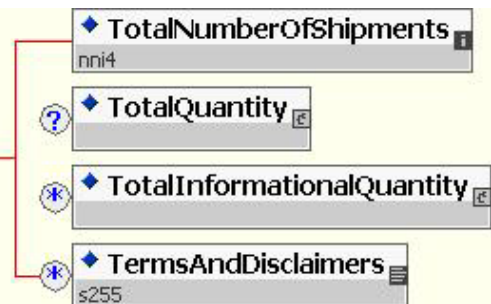 TotalNumberOfShipments
nni4
?
TotalQuantity
*
TotalInformationalQuantity
*
TermsAndDisclaimers
s255